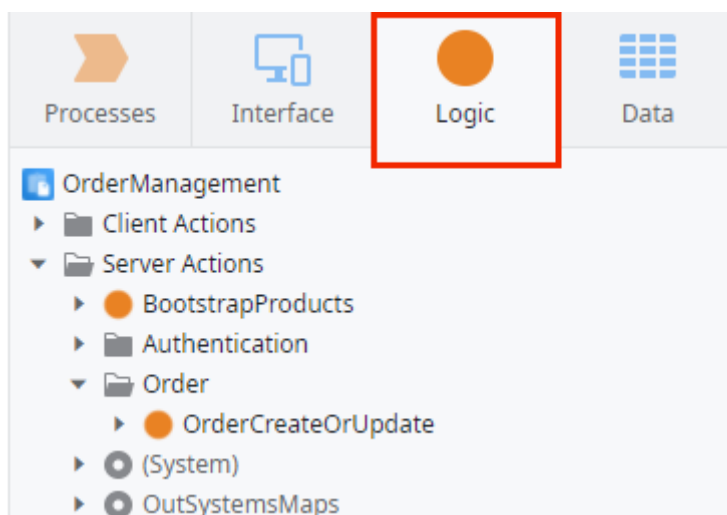 Processes Interface Logic Data
OrderManagement
Client Actions
Server Actions
BootstrapProducts
Authentication
Order
OrderCreateOrUpdate
(System)
OutSystemsMaps